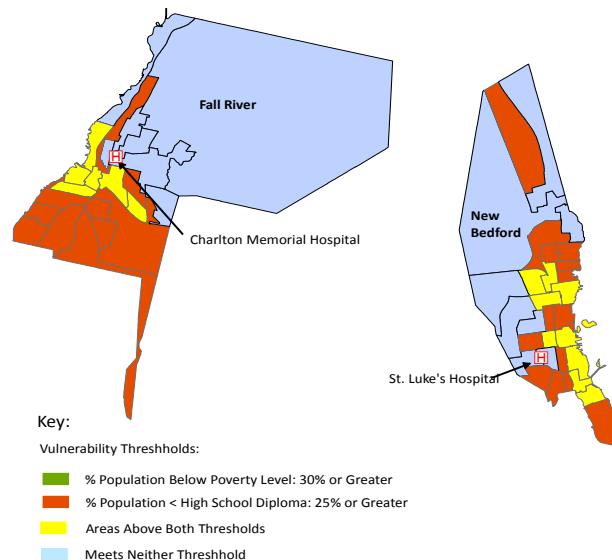 Fall River
H
Charlton Memorial Hospital
New
Bedford
H
St. Luke's Hospital
Key:
Vulnerability Threshholds:
% Population Below Poverty Level: 30% or Greater
% Population < High School Diploma: 25% or Greater
Areas Above Both Thresholds
Meets Neither Threshhold